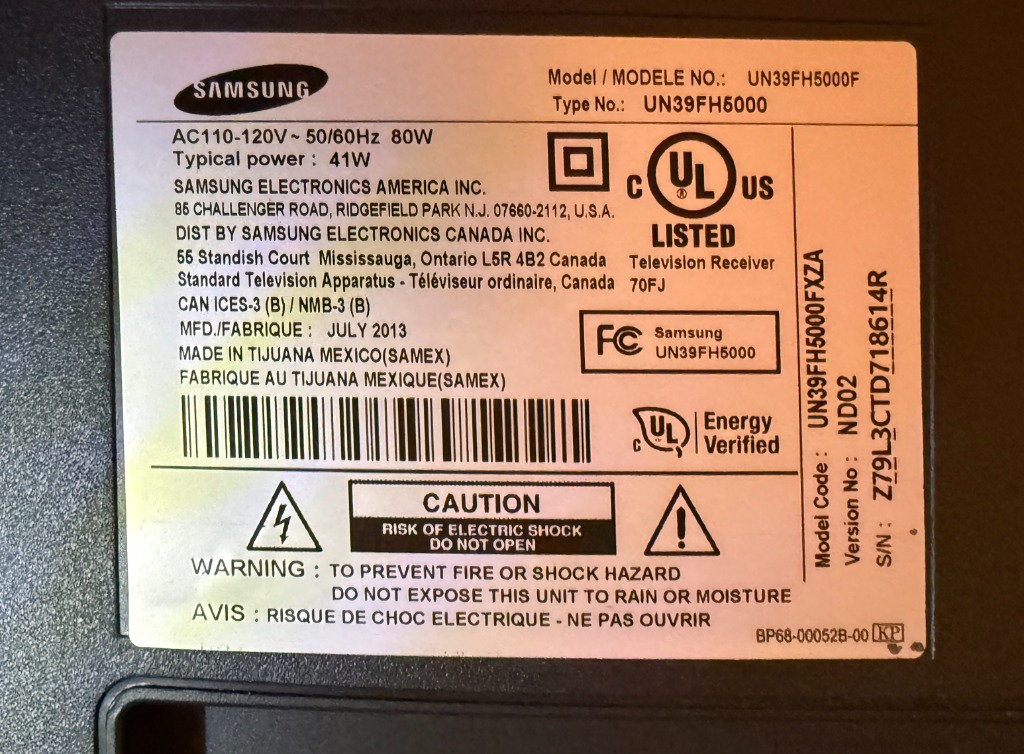 SAMSUNG
Model / MODELE NO.: UN39FH5000F
Type No.: UN39FH5000
AC110-120V ~ 50/60Hz 80W
Typical power : 41W
SAMSUNG ELECTRONICS AMERICA INC.
85 CHALLENGER ROAD, RIDGEFIELD PARK N.J. 07660-2112, U.S.A.
DIST BY SAMSUNG ELECTRONICS CANADA INC.
55 Standish Court Mississauga, Ontario L5R 4B2 Canada
Standard Television Apparatus - Téléviseur ordinaire, Canada
CAN ICES-3 (B) / NMB-3 (B)
MFD./FABRIQUE : JULY 2013
MADE IN TIJUANA MEXICO(SAMEX)
FABRIQUE AU TIJUANA MEXIQUE(SAMEX)
C UL ® US
LISTED
Television Receiver
70FJ
FC Samsung
UN39FH5000
C UL Energy
Verified
Model Code : UN39FH5000FXZA
Version No : ND02
S/N : Z79L3CTD718614R
CAUTION
RISK OF ELECTRIC SHOCK
DO NOT OPEN
WARNING : TO PREVENT FIRE OR SHOCK HAZARD
DO NOT EXPOSE THIS UNIT TO RAIN OR MOISTURE
AVIS : RISQUE DE CHOC ELECTRIQUE - NE PAS OUVRIR
BP68-00052B-00 KP